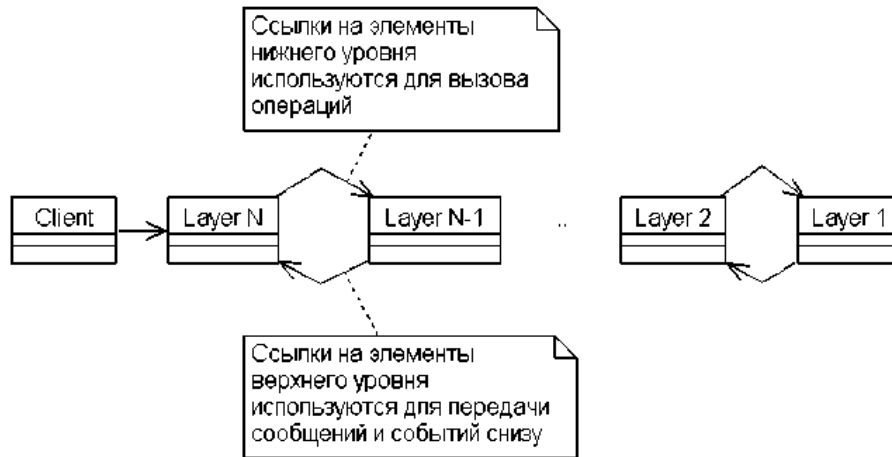 Ссылки на элементы
нижнего уровня
используются для вызова
операций
Client
Layer N
Layer N-1
..
Layer 2
Layer 1
Ссылки на элементы
верхнего уровня
используются для передачи
сообщений и событий снизу